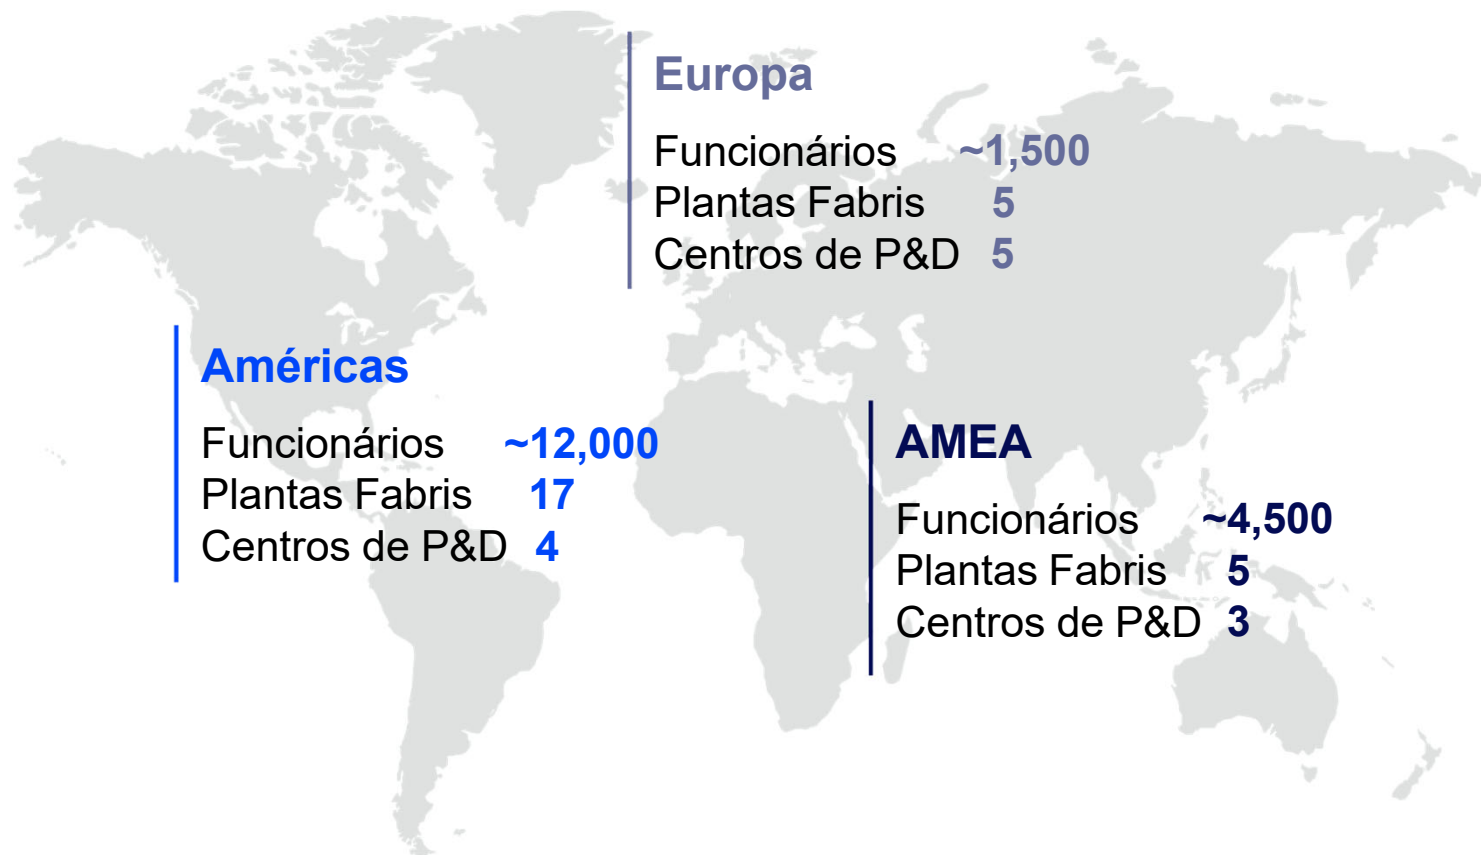 Europa
Funcionários ~1,500
Plantas Fabris 5
Centros de P&D 5
Américas
Funcionários ~12,000
Plantas Fabris 17
Centros de P&D 4
AMEA
Funcionários ~4,500
Plantas Fabris 5
Centros de P&D 3